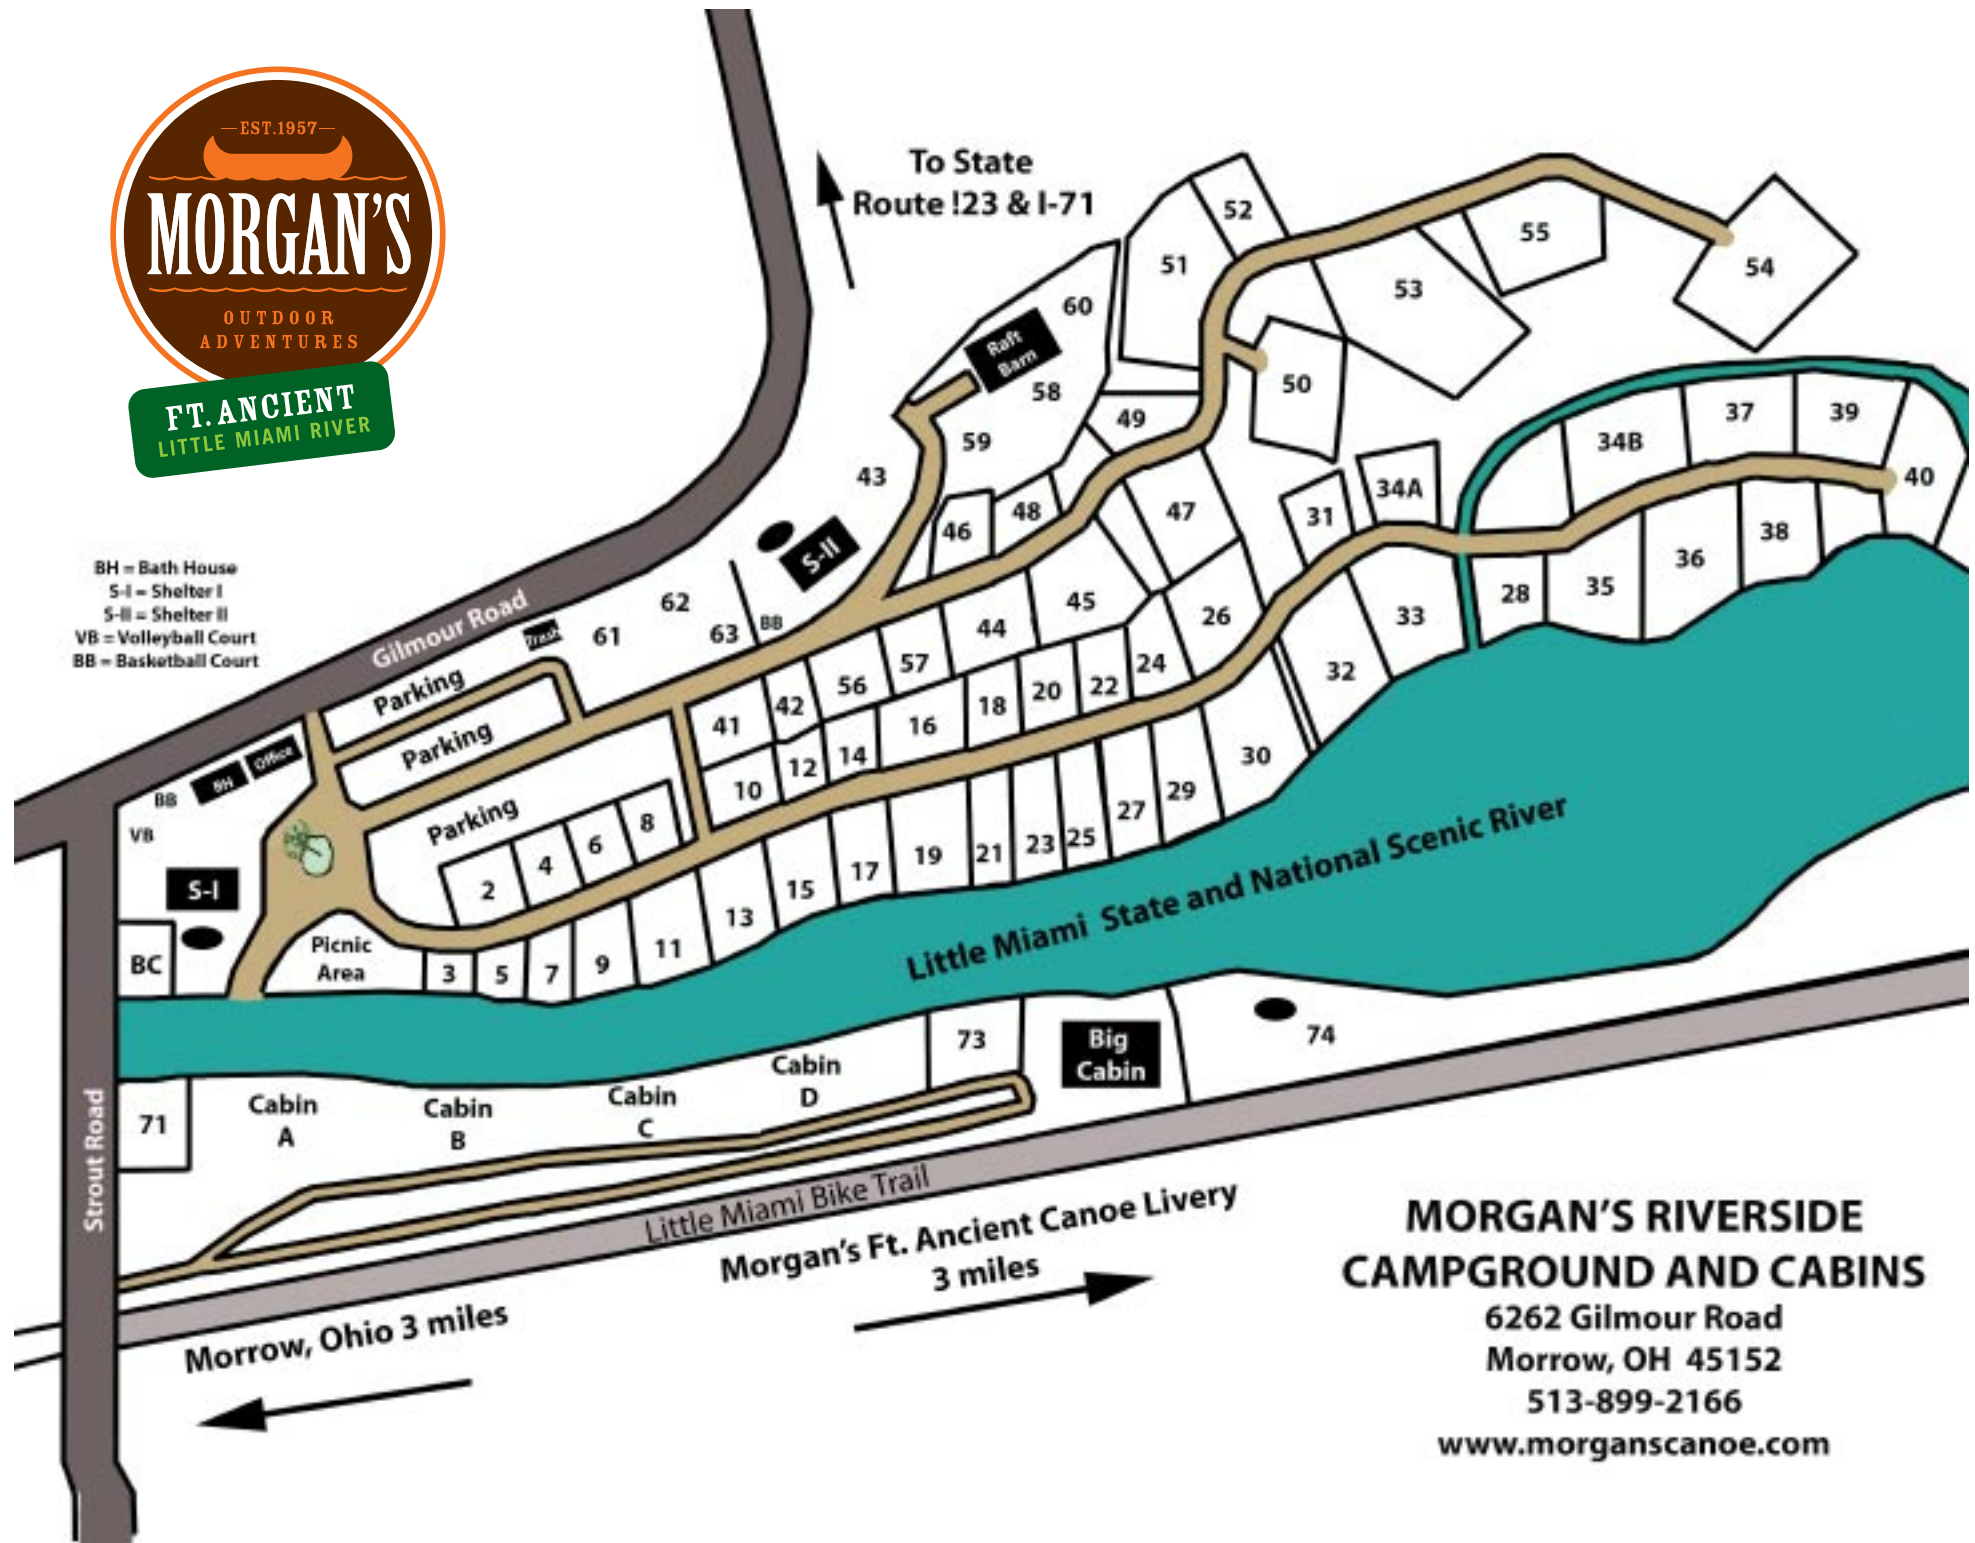 EST.1957
MORGAN'S
OUTDOOR
ADVENTURES
FT. ANCIENT
LITTLE MIAMI RIVER
To State
Route !23 & I-71
BH = Bath House
S-I = Shelter I
S-II = Shelter II
VB = Volleyball Court
BB = Basketball Court
52
51
55
54
53
60
Raft
Barn
58
59
50
49
43
48
46
47
31
34A
34B
37
39
40
38
36
35
28
S-II
62
63
BB
61
Trash
Gilmour Road
Parking
Parking
Parking
45
44
57
56
42
41
26
33
32
24
22
20
18
16
14
12
10
30
29
27
25
23
21
19
17
15
13
11
9
7
5
3
8
6
4
2
Office
BH
BB
VB
S-I
BC
Picnic
Area
Little Miami State and National Scenic River
73
Big
Cabin
74
71
Cabin
A
Cabin
B
Cabin
C
Cabin
D
Strout Road
Little Miami Bike Trail
Morgan's Ft. Ancient Canoe Livery
3 miles
Morrow, Ohio 3 miles
MORGAN'S RIVERSIDE
CAMPGROUND AND CABINS
6262 Gilmour Road
Morrow, OH 45152
513-899-2166
www.morganscanoe.com